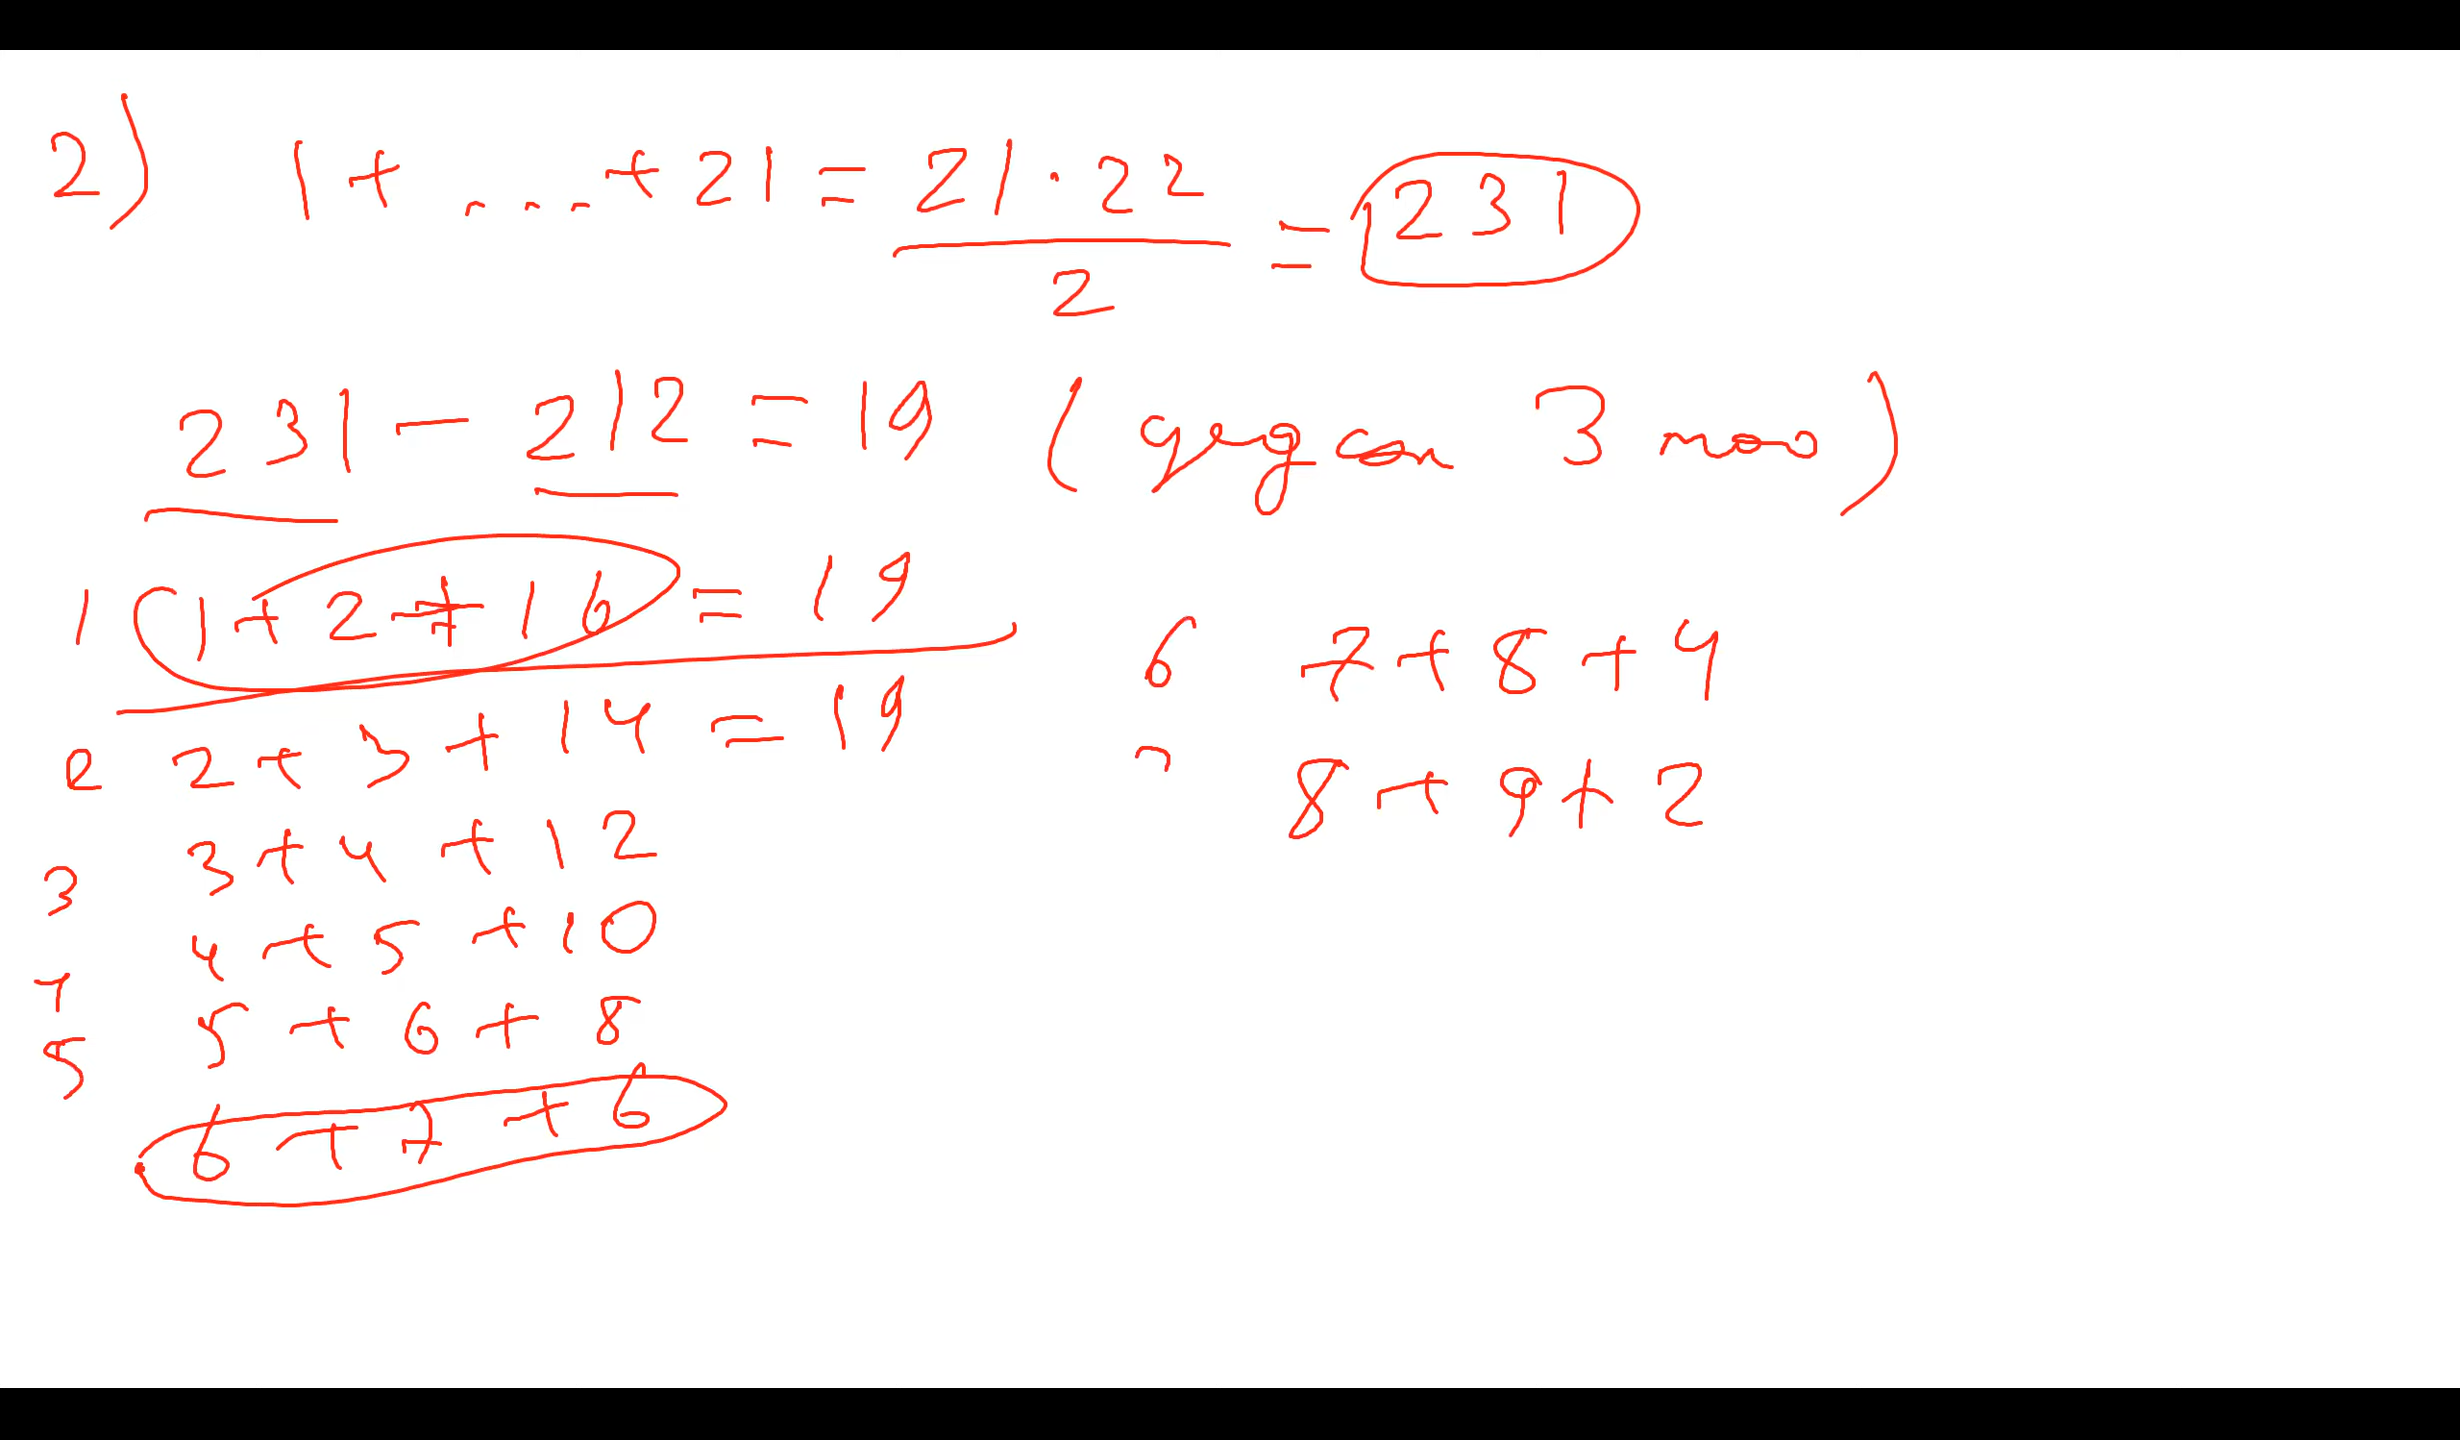 2) 1 + ... + 21 = 21 · 22 / 2 = 231
231 - 212 = 19 ( 3 )
1 1 + 2 + 16 = 19
2 2 + 3 + 14 = 19
3 3 + 4 + 12
4 4 + 5 + 10
5 5 + 6 + 8
6 + 7 + 6
6 7 + 8 + 4
7 8 + 9 + 2